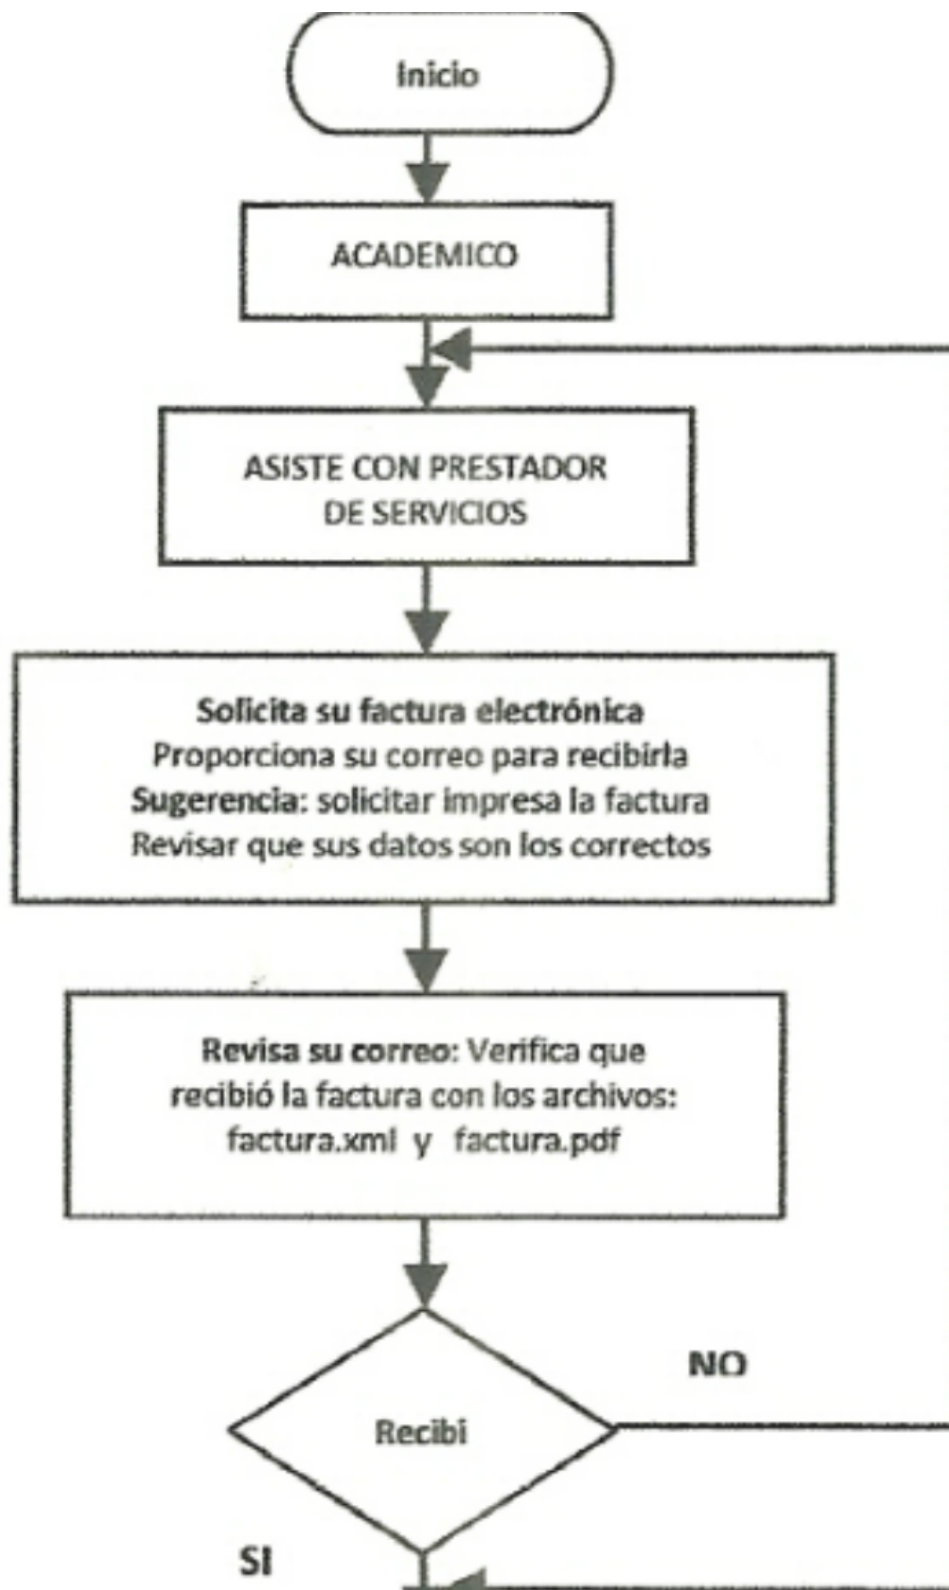 Inicio
ACADEMICO
ASISTE CON PRESTADOR
DE SERVICIOS
Solicita su factura electrónica
Proporciona su correo para recibirla
Sugerencia: solicitar impresa la factura
Revisar que sus datos son los correctos
Revisa su correo: Verifica que
recibió la factura con los archivos:
factura.xml y factura.pdf
NO
Recibi
SI